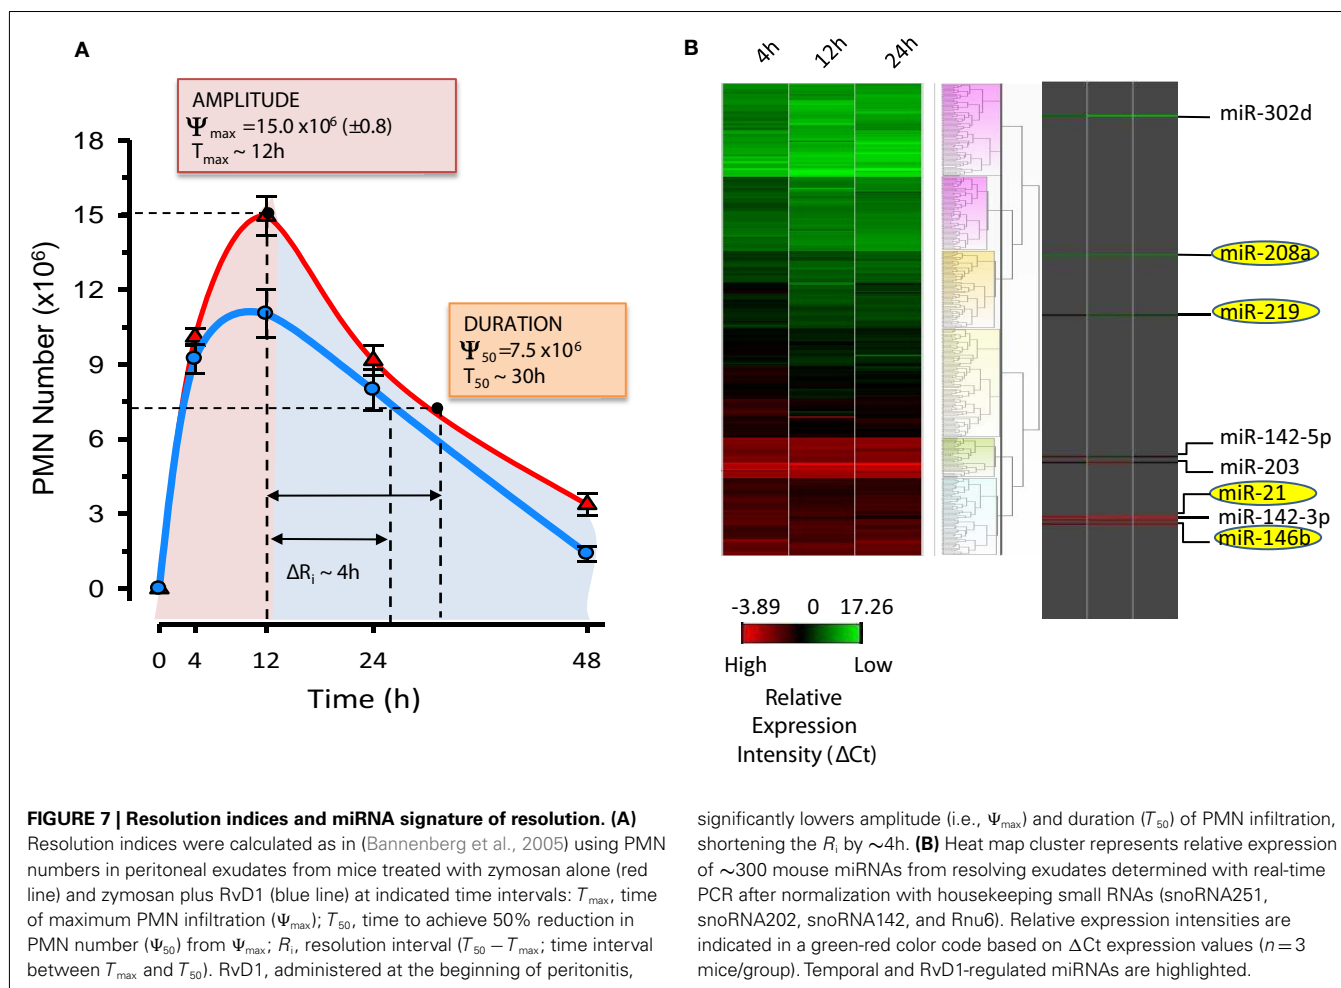 A
AMPLITUDE
Ψmax =15.0 x10⁶ (±0.8)
Tmax ~ 12h
18
15
12
9
6
3
0
PMN Number (x10⁶)
DURATION
Ψ50 =7.5 x10⁶
T50 ~ 30h
ΔRi ~ 4h
0 4 12 24 48
Time (h)
B
4h 12h 24h
miR-302d
miR-208a
miR-219
miR-142-5p
miR-203
miR-21
miR-142-3p
miR-146b
-3.89 0 17.26
High Low
Relative
Expression
Intensity (ΔCt)
FIGURE 7 | Resolution indices and miRNA signature of resolution. (A)
Resolution indices were calculated as in (Bannenberg et al., 2005) using PMN
numbers in peritoneal exudates from mice treated with zymosan alone (red
line) and zymosan plus RvD1 (blue line) at indicated time intervals: Tmax, time
of maximum PMN infiltration (Ψmax); T50, time to achieve 50% reduction in
PMN number (Ψ50) from Ψmax; Ri, resolution interval (T50 – Tmax; time interval
between Tmax and T50). RvD1, administered at the beginning of peritonitis,
significantly lowers amplitude (i.e., Ψmax) and duration (T50) of PMN infiltration,
shortening the Ri by ~4h. (B) Heat map cluster represents relative expression
of ~300 mouse miRNAs from resolving exudates determined with real-time
PCR after normalization with housekeeping small RNAs (snoRNA251,
snoRNA202, snoRNA142, and Rnu6). Relative expression intensities are
indicated in a green-red color code based on ΔCt expression values (n = 3
mice/group). Temporal and RvD1-regulated miRNAs are highlighted.